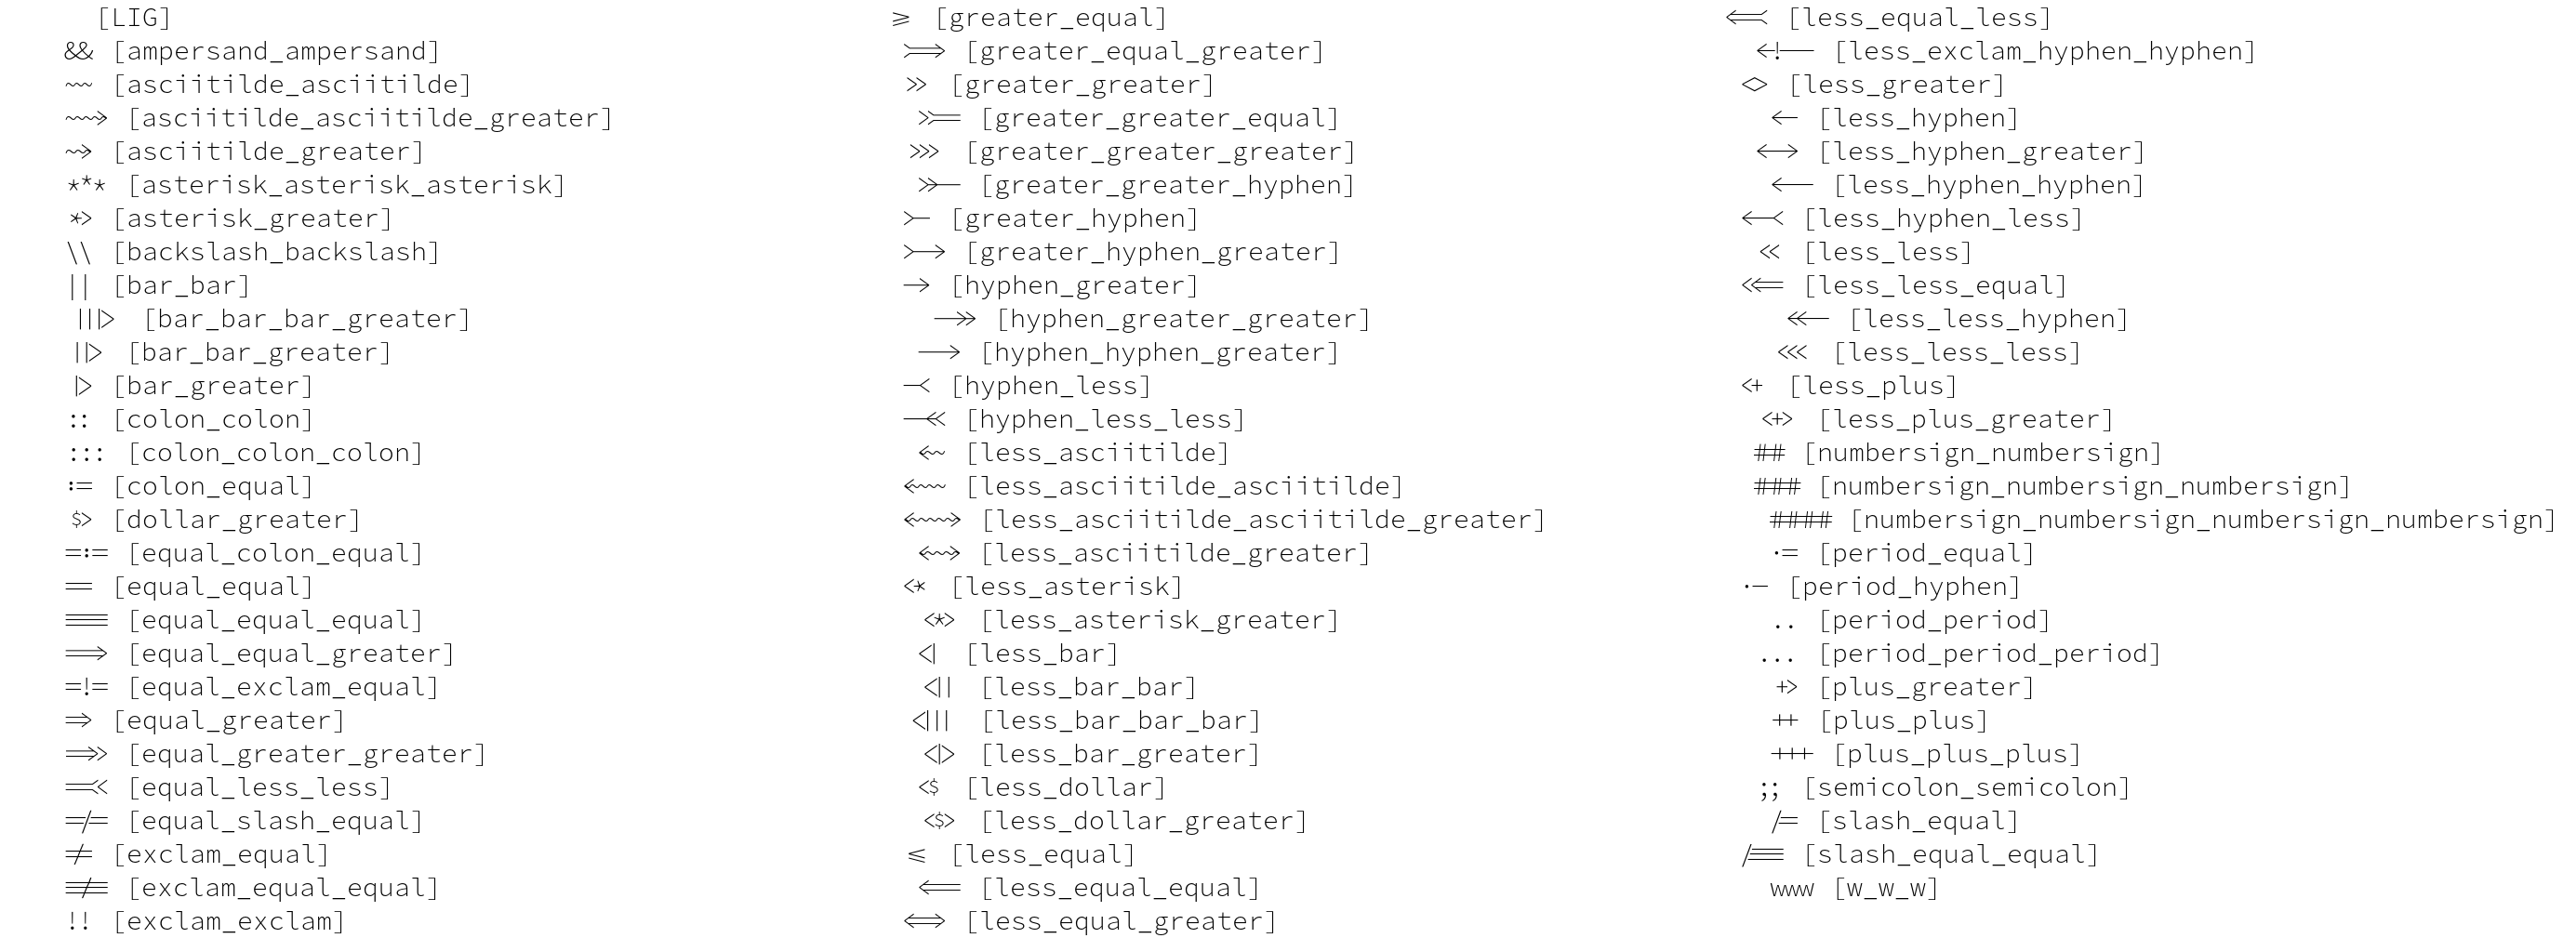 [LIG]
&& [ampersand_ampersand]
~~ [asciitilde_asciitilde]
~~> [asciitilde_asciitilde_greater]
~> [asciitilde_greater]
*** [asterisk_asterisk_asterisk]
*> [asterisk_greater]
\\ [backslash_backslash]
|| [bar_bar]
|||> [bar_bar_bar_greater]
||> [bar_bar_greater]
|> [bar_greater]
:: [colon_colon]
::: [colon_colon_colon]
:= [colon_equal]
$> [dollar_greater]
=:= [equal_colon_equal]
== [equal_equal]
=== [equal_equal_equal]
==> [equal_equal_greater]
=!= [equal_exclam_equal]
=> [equal_greater]
=>> [equal_greater_greater]
=<< [equal_less_less]
=/= [equal_slash_equal]
!= [exclam_equal]
!== [exclam_equal_equal]
!! [exclam_exclam]
>= [greater_equal]
>=> [greater_equal_greater]
>> [greater_greater]
>>= [greater_greater_equal]
>>> [greater_greater_greater]
>>- [greater_greater_hyphen]
>- [greater_hyphen]
>-> [greater_hyphen_greater]
-> [hyphen_greater]
->> [hyphen_greater_greater]
--> [hyphen_hyphen_greater]
-< [hyphen_less]
-<< [hyphen_less_less]
<~ [less_asciitilde]
<~~ [less_asciitilde_asciitilde]
<~~> [less_asciitilde_asciitilde_greater]
<~> [less_asciitilde_greater]
<* [less_asterisk]
<*> [less_asterisk_greater]
<| [less_bar]
<|| [less_bar_bar]
<||| [less_bar_bar_bar]
<|> [less_bar_greater]
<$ [less_dollar]
<$> [less_dollar_greater]
<= [less_equal]
<== [less_equal_equal]
<=> [less_equal_greater]
<=< [less_equal_less]
<!-- [less_exclam_hyphen_hyphen]
<> [less_greater]
<- [less_hyphen]
<-> [less_hyphen_greater]
<-- [less_hyphen_hyphen]
<-< [less_hyphen_less]
<< [less_less]
<<= [less_less_equal]
<<- [less_less_hyphen]
<<< [less_less_less]
<+ [less_plus]
<+> [less_plus_greater]
## [numbersign_numbersign]
### [numbersign_numbersign_numbersign]
#### [numbersign_numbersign_numbersign_numbersign]
.= [period_equal]
.- [period_hyphen]
.. [period_period]
... [period_period_period]
+> [plus_greater]
++ [plus_plus]
+++ [plus_plus_plus]
;; [semicolon_semicolon]
/= [slash_equal]
/== [slash_equal_equal]
www [w_w_w]